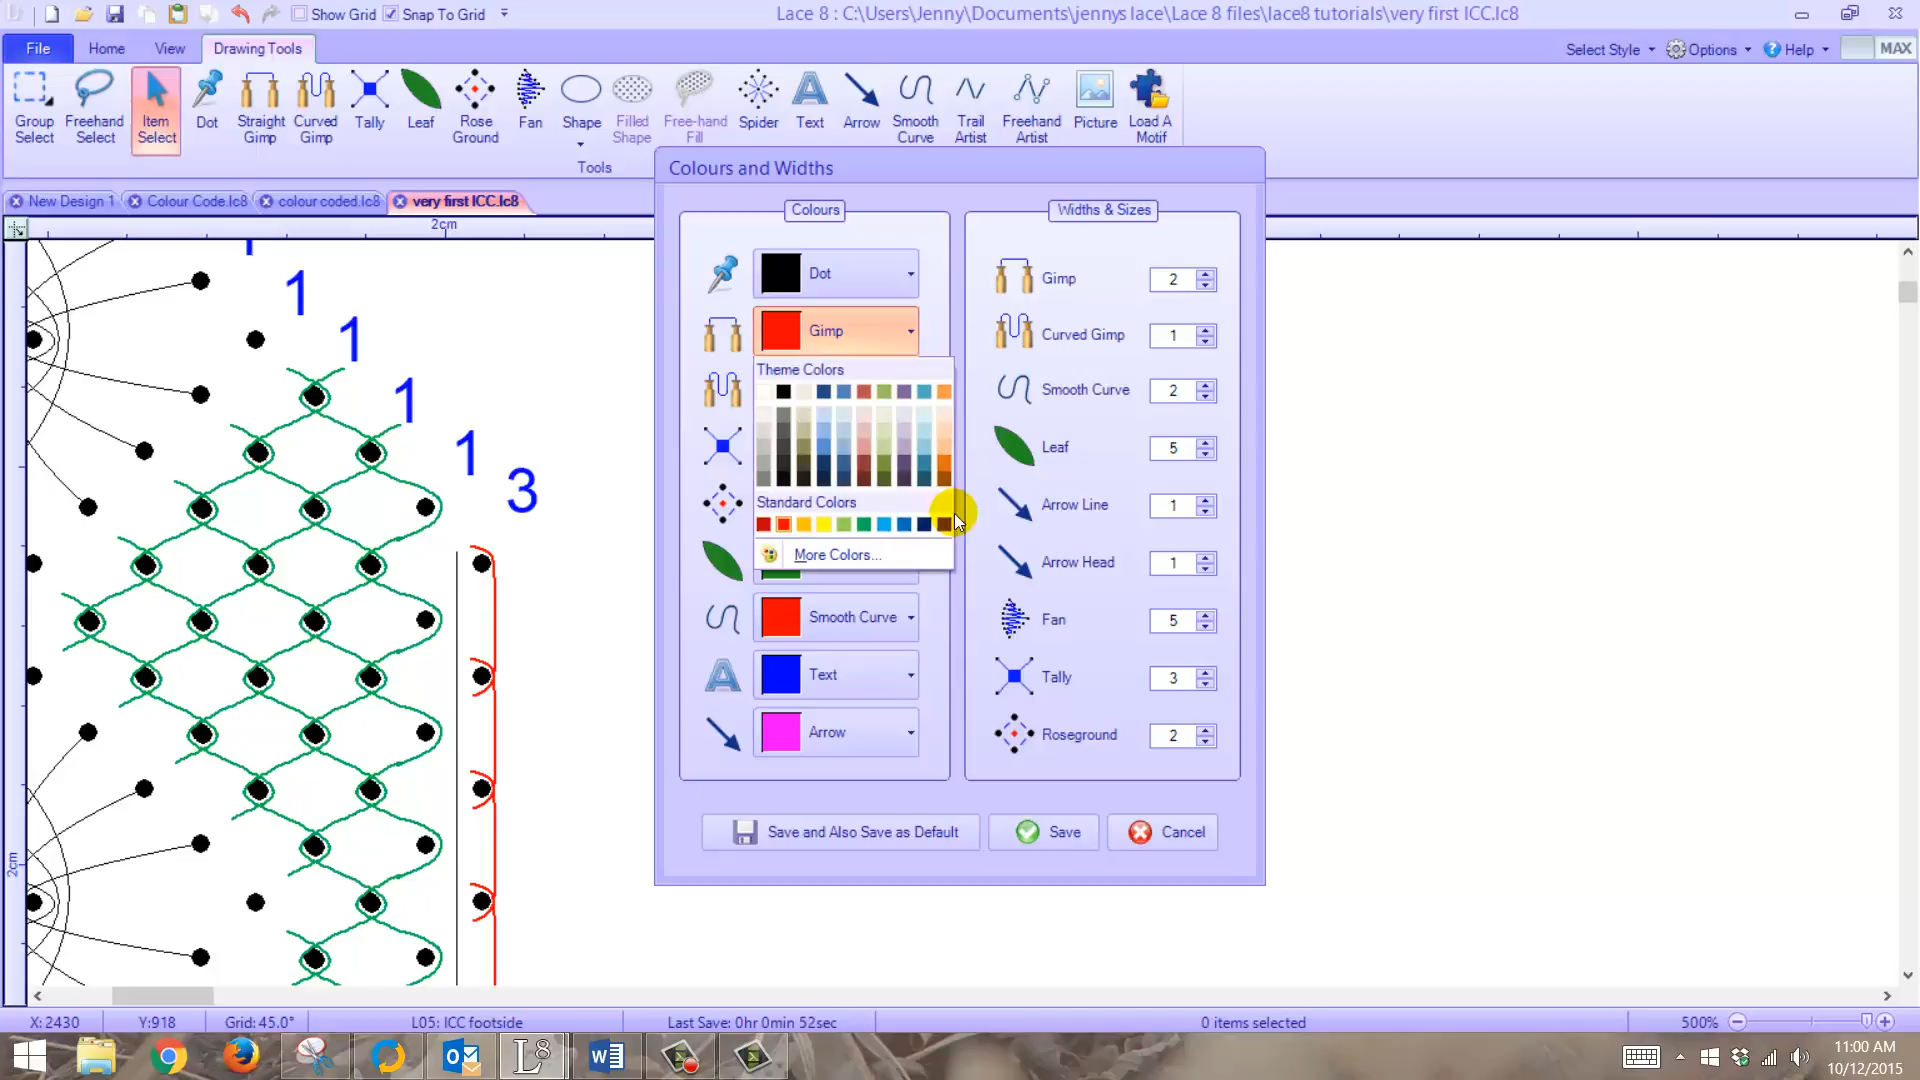 Show Grid
Snap To Grid
Lace 8 : C:\Users\Jenny\Documents\jennys lace\Lace 8 files\lace8 tutorials\very first ICC.lc8
File
Home
View
Drawing Tools
Select Style
Options
Help
MAX
Group Select
Freehand Select
Item Select
Dot
Straight Gimp
Curved Gimp
Tally
Leaf
Rose Ground
Fan
Shape
Filled Shape
Free-hand Fill
Spider
Text
Arrow
Smooth Curve
Trail Artist
Freehand Artist
Picture
Load A Motif
Tools
New Design 1
Colour Code.lc8
colour coded.lc8
very first ICC.lc8
2cm
2cm
1
1
1
1
3
Colours and Widths
Colours
Dot
Gimp
Theme Colors
Standard Colors
More Colors...
Smooth Curve
Text
Arrow
Widths & Sizes
Gimp 2
Curved Gimp 1
Smooth Curve 2
Leaf 5
Arrow Line 1
Arrow Head 1
Fan 5
Tally 3
Roseground 2
Save and Also Save as Default
Save
Cancel
X: 2430
Y:918
Grid: 45.0°
L05: ICC footside
Last Save: 0hr 0min 52sec
0 items selected
500%
L8
11:00 AM
10/12/2015